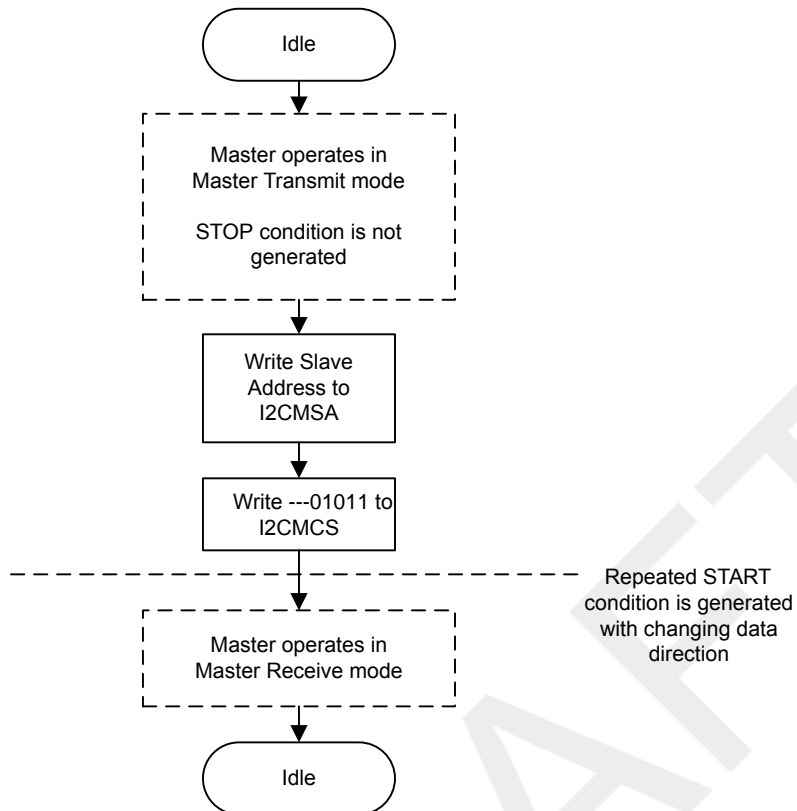 Idle
Master operates in
Master Transmit mode
STOP condition is not
generated
Write Slave
Address to
I2CMSA
Write ---01011 to
I2CMCS
Repeated START
condition is generated
with changing data
direction
Master operates in
Master Receive mode
Idle